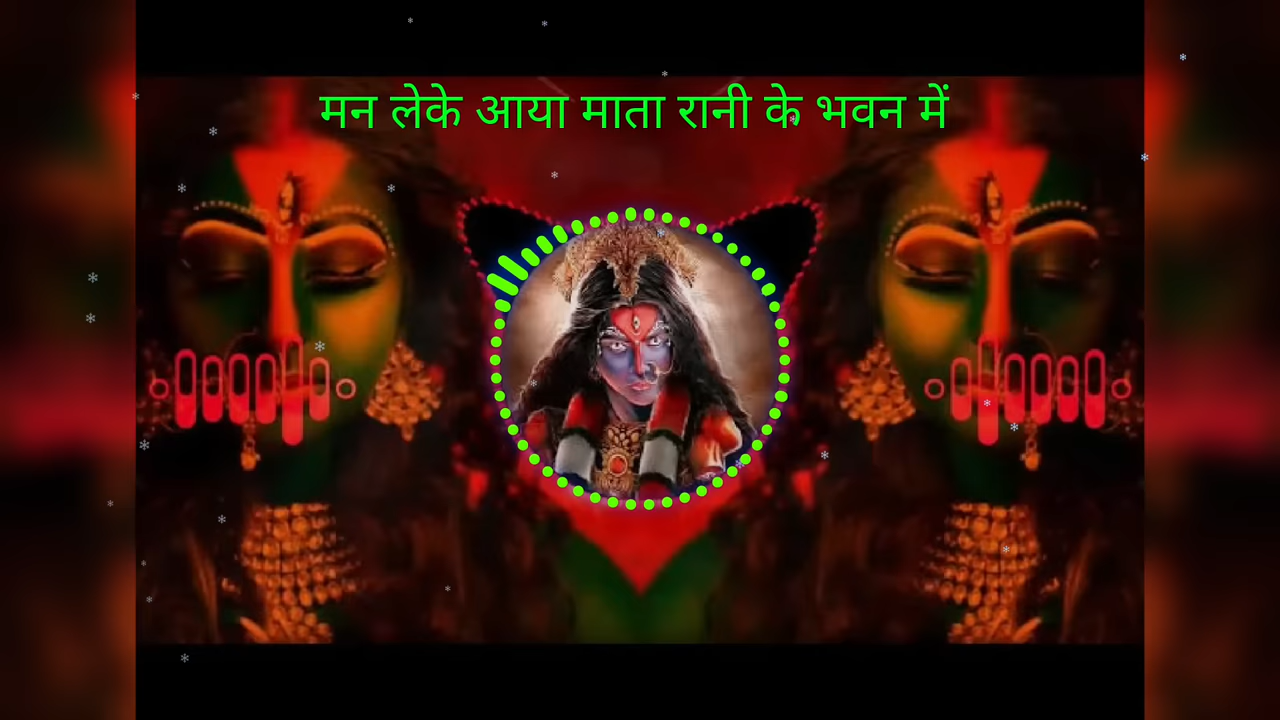 मन लेके आया माता रानी के भवन में